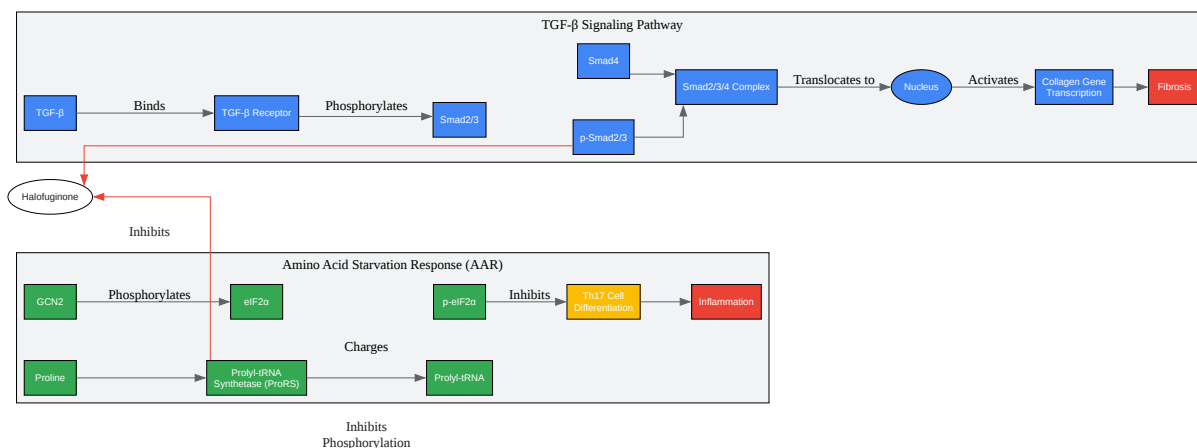 TGF-β Signaling Pathway
Smad4
Smad2/3/4 Complex
Translocates to
Nucleus
Activates
Collagen Gene
Transcription
Fibrosis
TGF-β
Binds
TGF-β Receptor
Phosphorylates
Smad2/3
p-Smad2/3
Halofuginone
Inhibits
Amino Acid Starvation Response (AAR)
GCN2
Phosphorylates
eIF2α
p-eIF2α
Inhibits
Th17 Cell
Differentiation
Inflammation
Charges
Proline
Prolyl-tRNA
Synthetase (ProRS)
Prolyl-tRNA
Inhibits
Phosphorylation